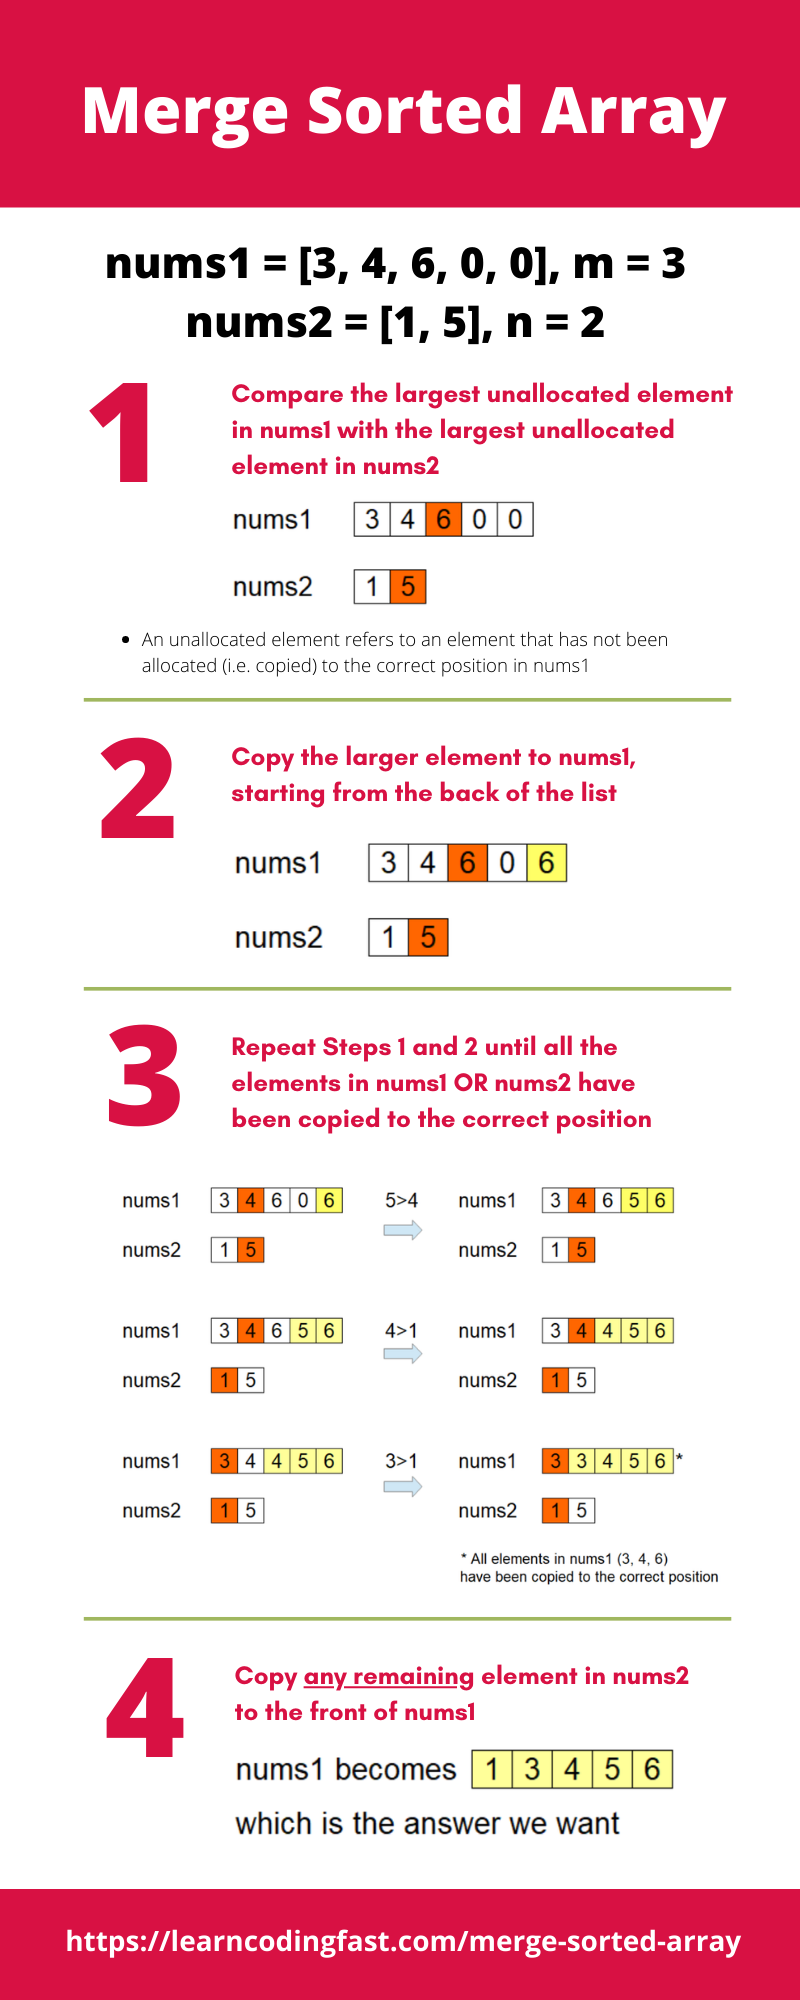 Merge Sorted Array
nums1 = [3, 4, 6, 0, 0], m = 3
nums2 = [1, 5], n = 2
1
Compare the largest unallocated element
in nums1 with the largest unallocated
element in nums2
nums1 3 4 6 0 0
nums2 1 5
• An unallocated element refers to an element that has not been
allocated (i.e. copied) to the correct position in nums1
2
Copy the larger element to nums1,
starting from the back of the list
nums1 3 4 6 0 6
nums2 1 5
3
Repeat Steps 1 and 2 until all the
elements in nums1 OR nums2 have
been copied to the correct position
nums1 3 4 6 0 6 5>4 nums1 3 4 6 5 6
nums2 1 5 nums2 1 5
nums1 3 4 6 5 6 4>1 nums1 3 4 4 5 6
nums2 1 5 nums2 1 5
nums1 3 4 4 5 6 3>1 nums1 3 3 4 5 6 *
nums2 1 5 nums2 1 5
* All elements in nums1 (3, 4, 6)
have been copied to the correct position
4
Copy any remaining element in nums2
to the front of nums1
nums1 becomes 1 3 4 5 6
which is the answer we want
https://learncodingfast.com/merge-sorted-array